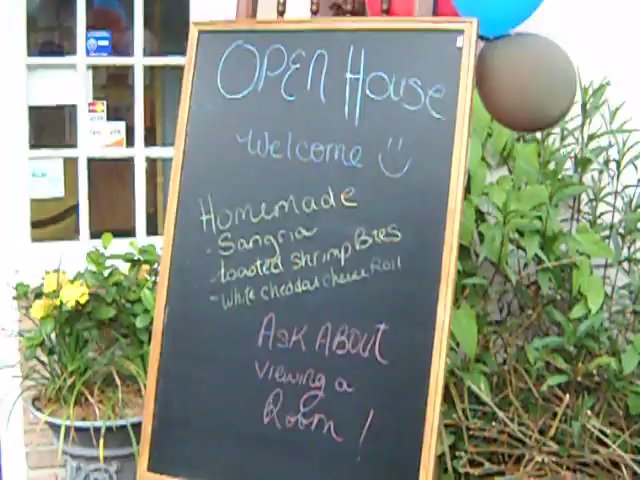 OPEN House
Welcome
Homemade
- Sangria
- toasted shrimp Bites
- white cheddar cheese Roll
ASK ABOUT
viewing a
Room!